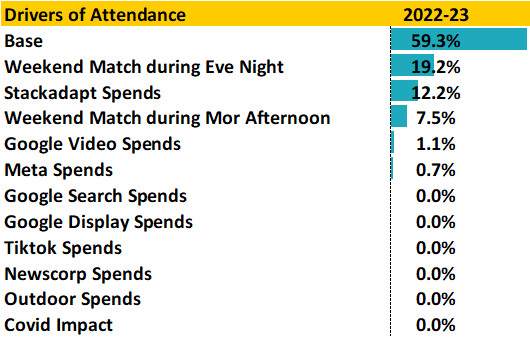 Drivers of Attendance 2022-23
Base 59.3%
Weekend Match during Eve Night 19.2%
Stackadapt Spends 12.2%
Weekend Match during Mor Afternoon 7.5%
Google Video Spends 1.1%
Meta Spends 0.7%
Google Search Spends 0.0%
Google Display Spends 0.0%
Tiktok Spends 0.0%
Newscorp Spends 0.0%
Outdoor Spends 0.0%
Covid Impact 0.0%